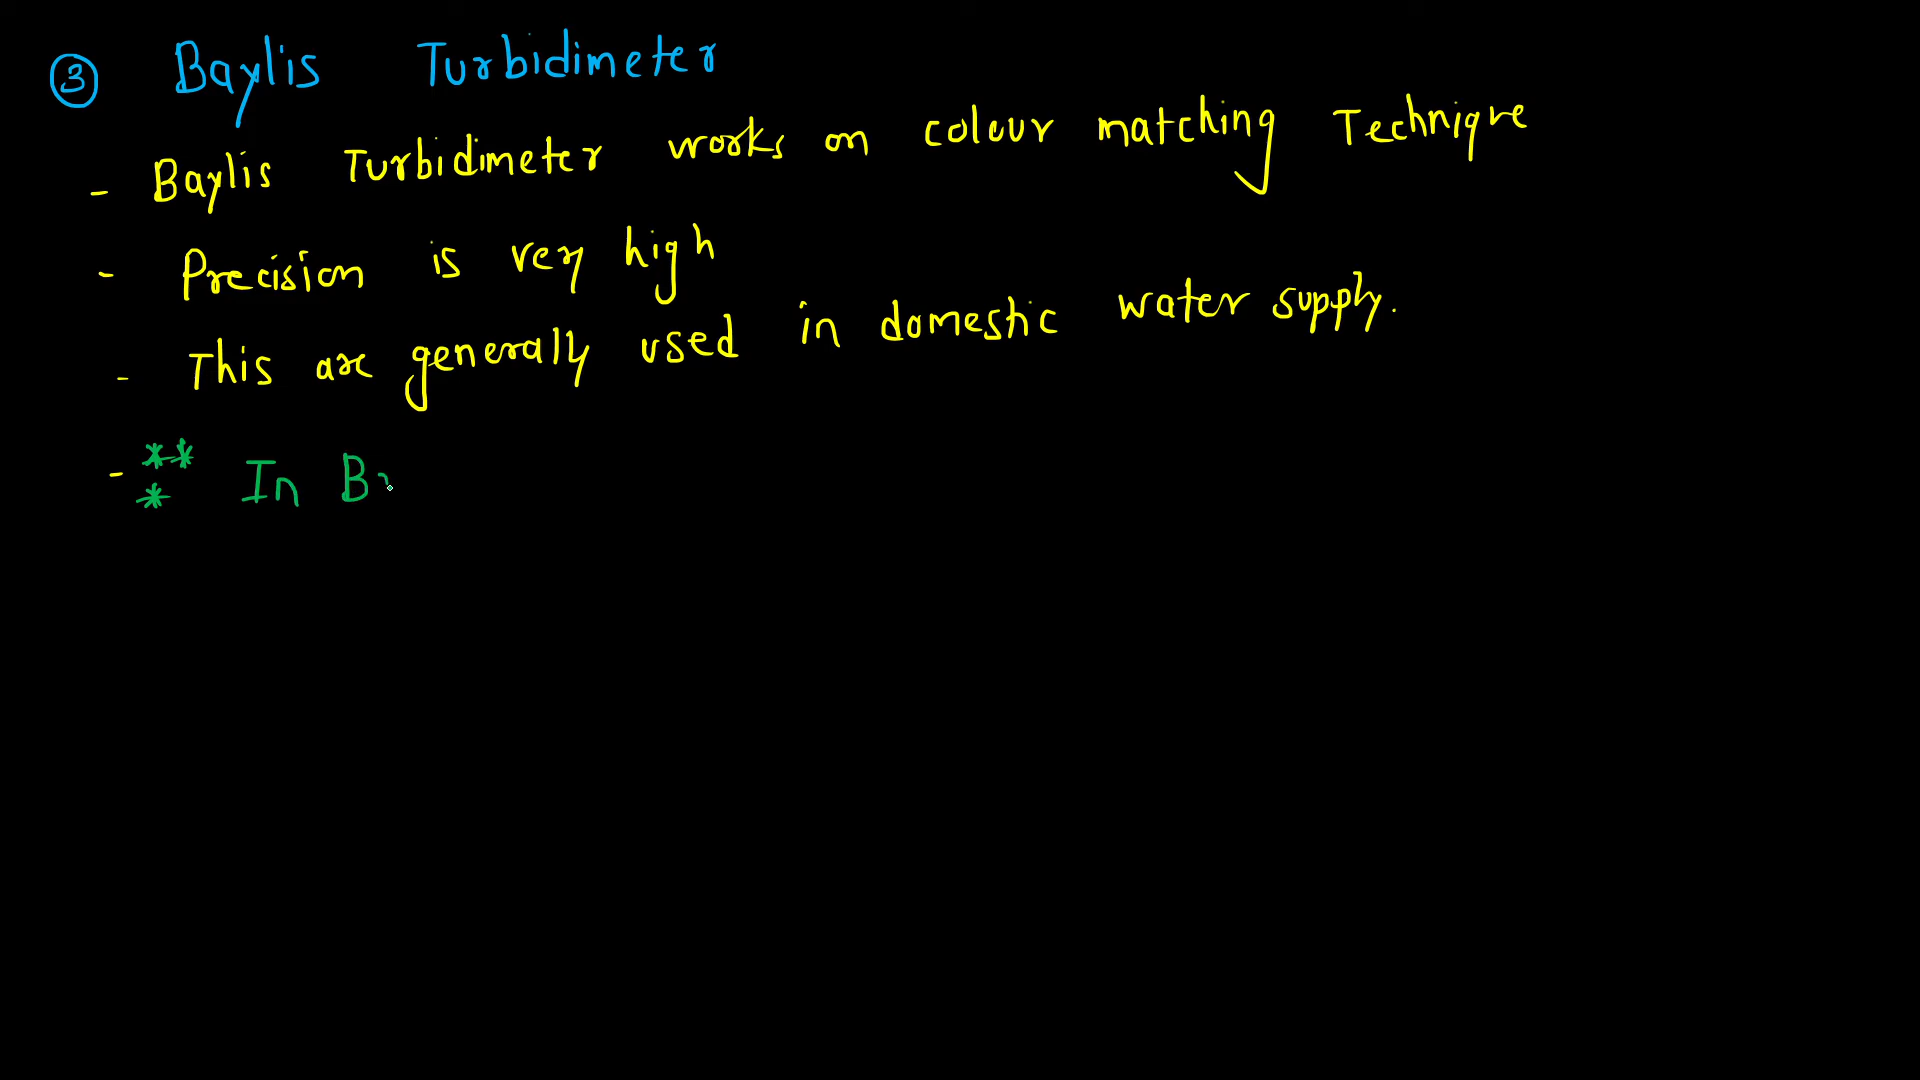 ③ Baylis Turbidimeter
- Baylis Turbidimeter works on colour matching Technique
- Precision is very high
- This are generally used in domestic water supply.
- *** In B